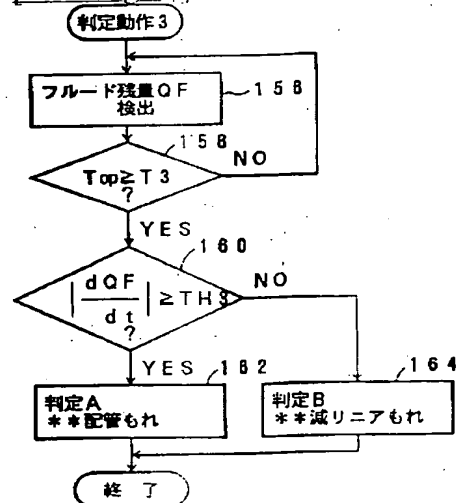 判定動作3
フルード残量QF
検出
156
158
Top≧T3
?
NO
YES
160
|dQF/dt|≧TH3
?
NO
YES
162
164
判定A
**配管もれ
判定B
**減リニアもれ
終了